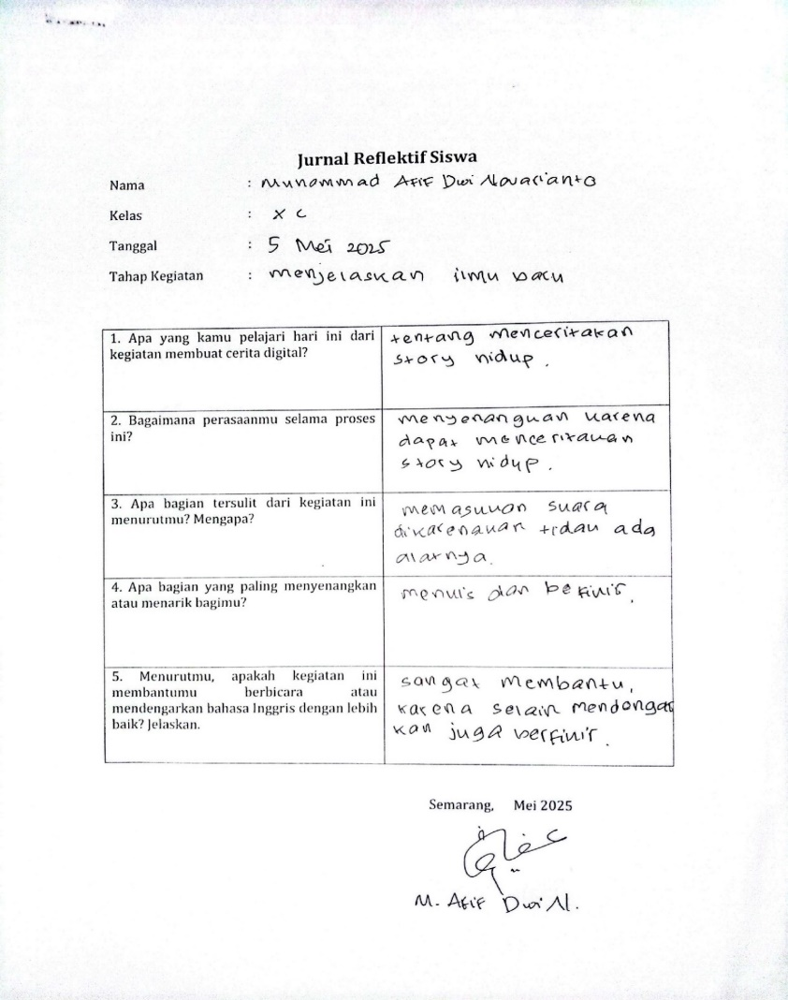 Jurnal Reflektif Siswa
Nama : Muhammad Afif Dwi Novarianto
Kelas : X C
Tanggal : 5 Mei 2025
Tahap Kegiatan : menjelaskan ilmu baru
1. Apa yang kamu pelajari hari ini dari
kegiatan membuat cerita digital?
tentang menceritakan
story hidup.
2. Bagaimana perasaanmu selama proses
ini?
menyenangkan karena
dapat menceritakan
story hidup.
3. Apa bagian tersulit dari kegiatan ini
menurutmu? Mengapa?
memasukan suara
dikarenakan tidak ada
alatnya.
4. Apa bagian yang paling menyenangkan
atau menarik bagimu?
menulis dan befikir.
5. Menurutmu, apakah kegiatan ini
membantumu berbicara atau
mendengarkan bahasa Inggris dengan lebih
baik? Jelaskan.
sangat membantu,
karena selain mendengar
kan juga berfikir.
Semarang, Mei 2025
M. Afif Dwi N.